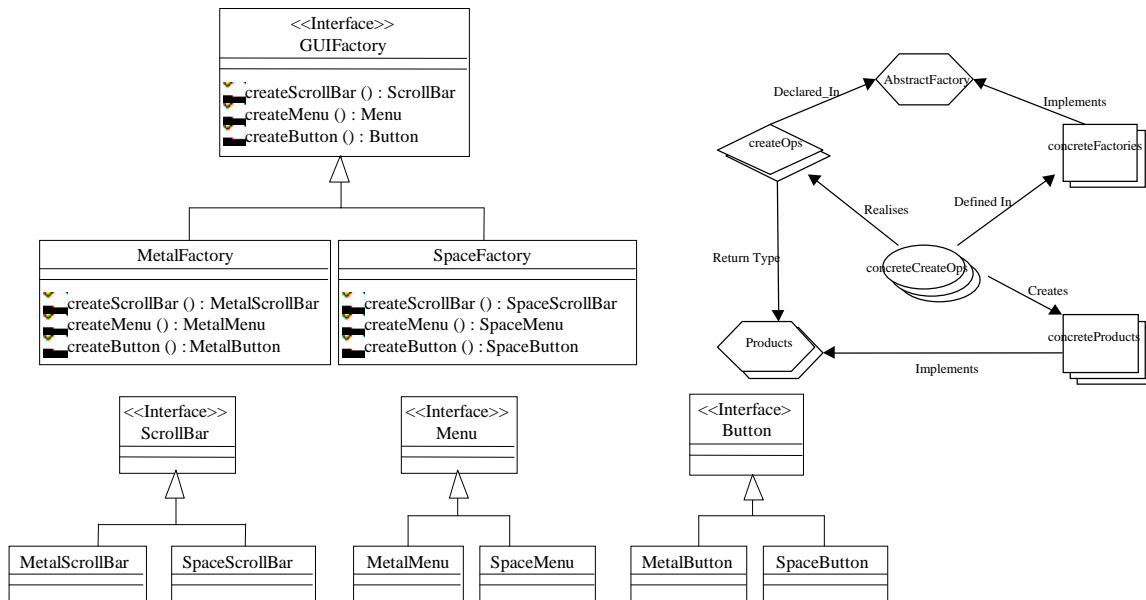 <<Interface>>
GUIFactory
createScrollBar () : ScrollBar
createMenu () : Menu
createButton () : Button
MetalFactory
createScrollBar () : MetalScrollBar
createMenu () : MetalMenu
createButton () : MetalButton
SpaceFactory
createScrollBar () : SpaceScrollBar
createMenu () : SpaceMenu
createButton () : SpaceButton
AbstractFactory
Declared_In
Implements
createOps
concreteFactories
Realises
Defined In
Return Type
concreteCreateOps
Creates
Products
concreteProducts
Implements
<<Interface>>
ScrollBar
<<Interface>>
Menu
<<Interface>
Button
MetalScrollBar
SpaceScrollBar
MetalMenu
SpaceMenu
MetalButton
SpaceButton